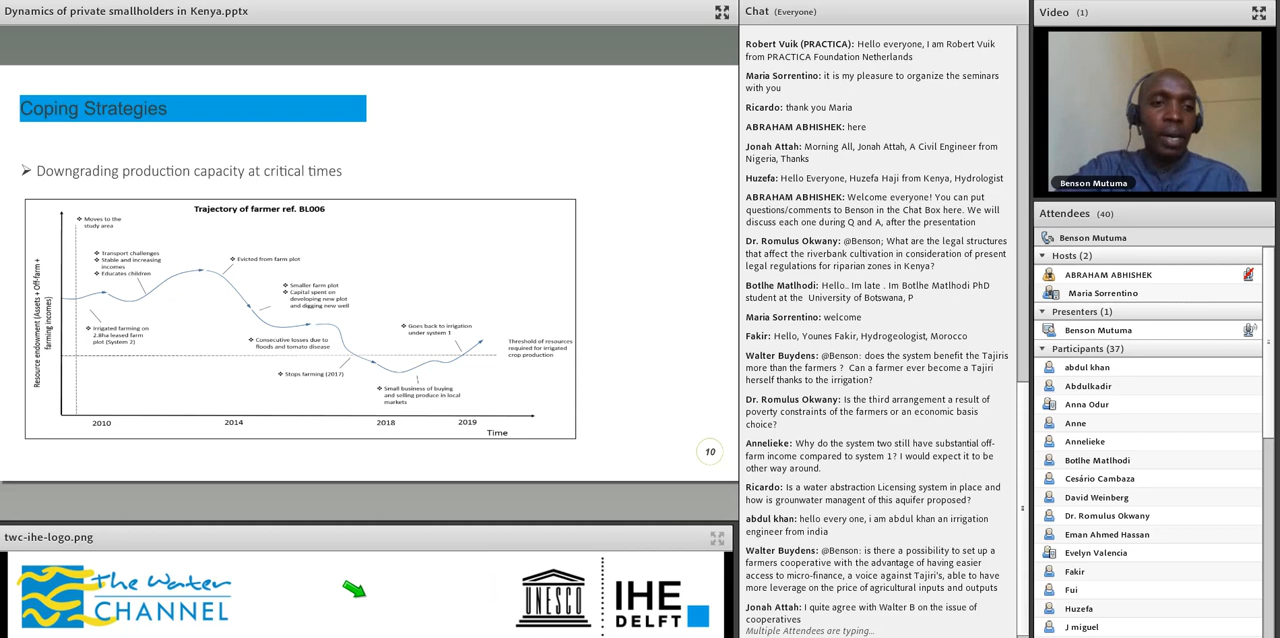 Dynamics of private smallholders in Kenya.pptx
Coping Strategies
➢ Downgrading production capacity at critical times
Trajectory of farmer ref. BL006
Resource endowment (Assets + Off-farm +
farming incomes)
❖ Moves to the
study area
❖ Transport challenges
❖ Stable and increasing
incomes
❖ Educates children
❖ Evicted from farm plot
❖ Smaller farm plot
❖ Capital spent on
developing new plot
and digging new well
❖ Irrigated farming on
2.8ha leased farm
plot (System 2)
❖ Consecutive losses due to
floods and tomato disease
❖ Goes back to irrigation
under system 1
Threshold of resources
required for irrigated
crop production
❖ Stops farming (2017)
❖ Small business of buying
and selling produce in local
markets
2010
2014
2018
2019
Time
10
twc-ihe-logo.png
The Water
CHANNEL
UNESCO
IHE
DELFT
Chat (Everyone)
Robert Vuik (PRACTICA): Hello everyone, I am Robert Vuik
from PRACTICA Foundation Netherlands
Maria Sorrentino: it is my pleasure to organize the seminars
with you
Ricardo: thank you Maria
ABRAHAM ABHISHEK: here
Jonah Attah: Morning All, Jonah Attah, A Civil Engineer from
Nigeria, Thanks
Huzefa: Hello Everyone, Huzefa Haji from Kenya, Hydrologist
ABRAHAM ABHISHEK: Welcome everyone! You can put
questions/comments to Benson in the Chat Box here. We will
discuss each one during Q and A, after the presentation
Dr. Romulus Okwany: @Benson; What are the legal structures
that affect the riverbank cultivation in consideration of present
legal regulations for riparian zones in Kenya?
Botlhe Matlhodi: Hello.. Im late . Im Botlhe Matlhodi PhD
student at the University of Botswana, P
Maria Sorrentino: welcome
Fakir: Hello, Younes Fakir, Hydrogeologist, Morocco
Walter Buydens: @Benson: does the system benefit the Tajiris
more than the farmers ? Can a farmer ever become a Tajiri
herself thanks to the irrigation?
Dr. Romulus Okwany: Is the third arrangement a result of
poverty constraints of the farmers or an economic basis
choice?
Annelieke: Why do the system two still have substantial off-
farm income compared to system 1? I would expect it to be
other way around.
Ricardo: Is a water abstraction Licensing system in place and
how is grounwater managent of this aquifer proposed?
abdul khan: hello every one, i am abdul khan an irrigation
engineer from india
Walter Buydens: @Benson: is there a possibility to set up a
farmers cooperative with the advantage of having easier
access to micro-finance, a voice against Tajiri's, able to have
more leverage on the price of agricultural inputs and outputs
Jonah Attah: I quite agree with Walter B on the issue of
cooperatives
Multiple Attendees are typing...
Video (1)
Benson Mutuma
Attendees (40)
Benson Mutuma
Hosts (2)
ABRAHAM ABHISHEK
Maria Sorrentino
Presenters (1)
Benson Mutuma
Participants (37)
abdul khan
Abdulkadir
Anna Odur
Anne
Annelieke
Botlhe Matlhodi
Cesário Cambaza
David Weinberg
Dr. Romulus Okwany
Eman Ahmed Hassan
Evelyn Valencia
Fakir
Fui
Huzefa
J miguel